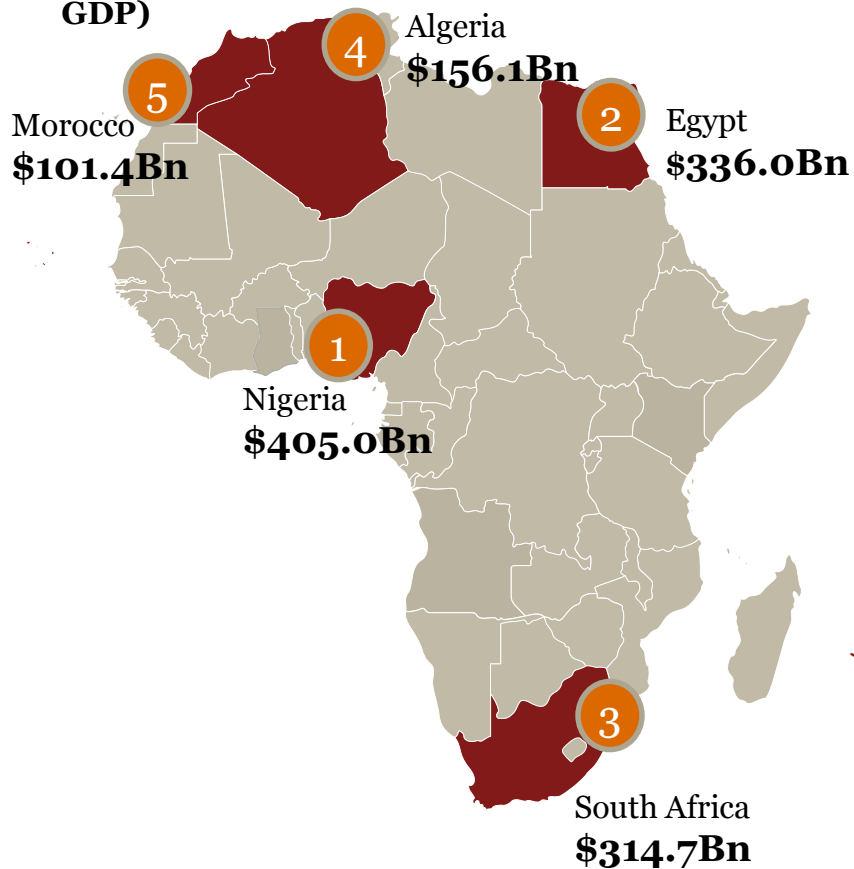 GDP)
4
Algeria
$156.1Bn
5
Morocco
$101.4Bn
2
Egypt
$336.0Bn
1
Nigeria
$405.0Bn
3
South Africa
$314.7Bn